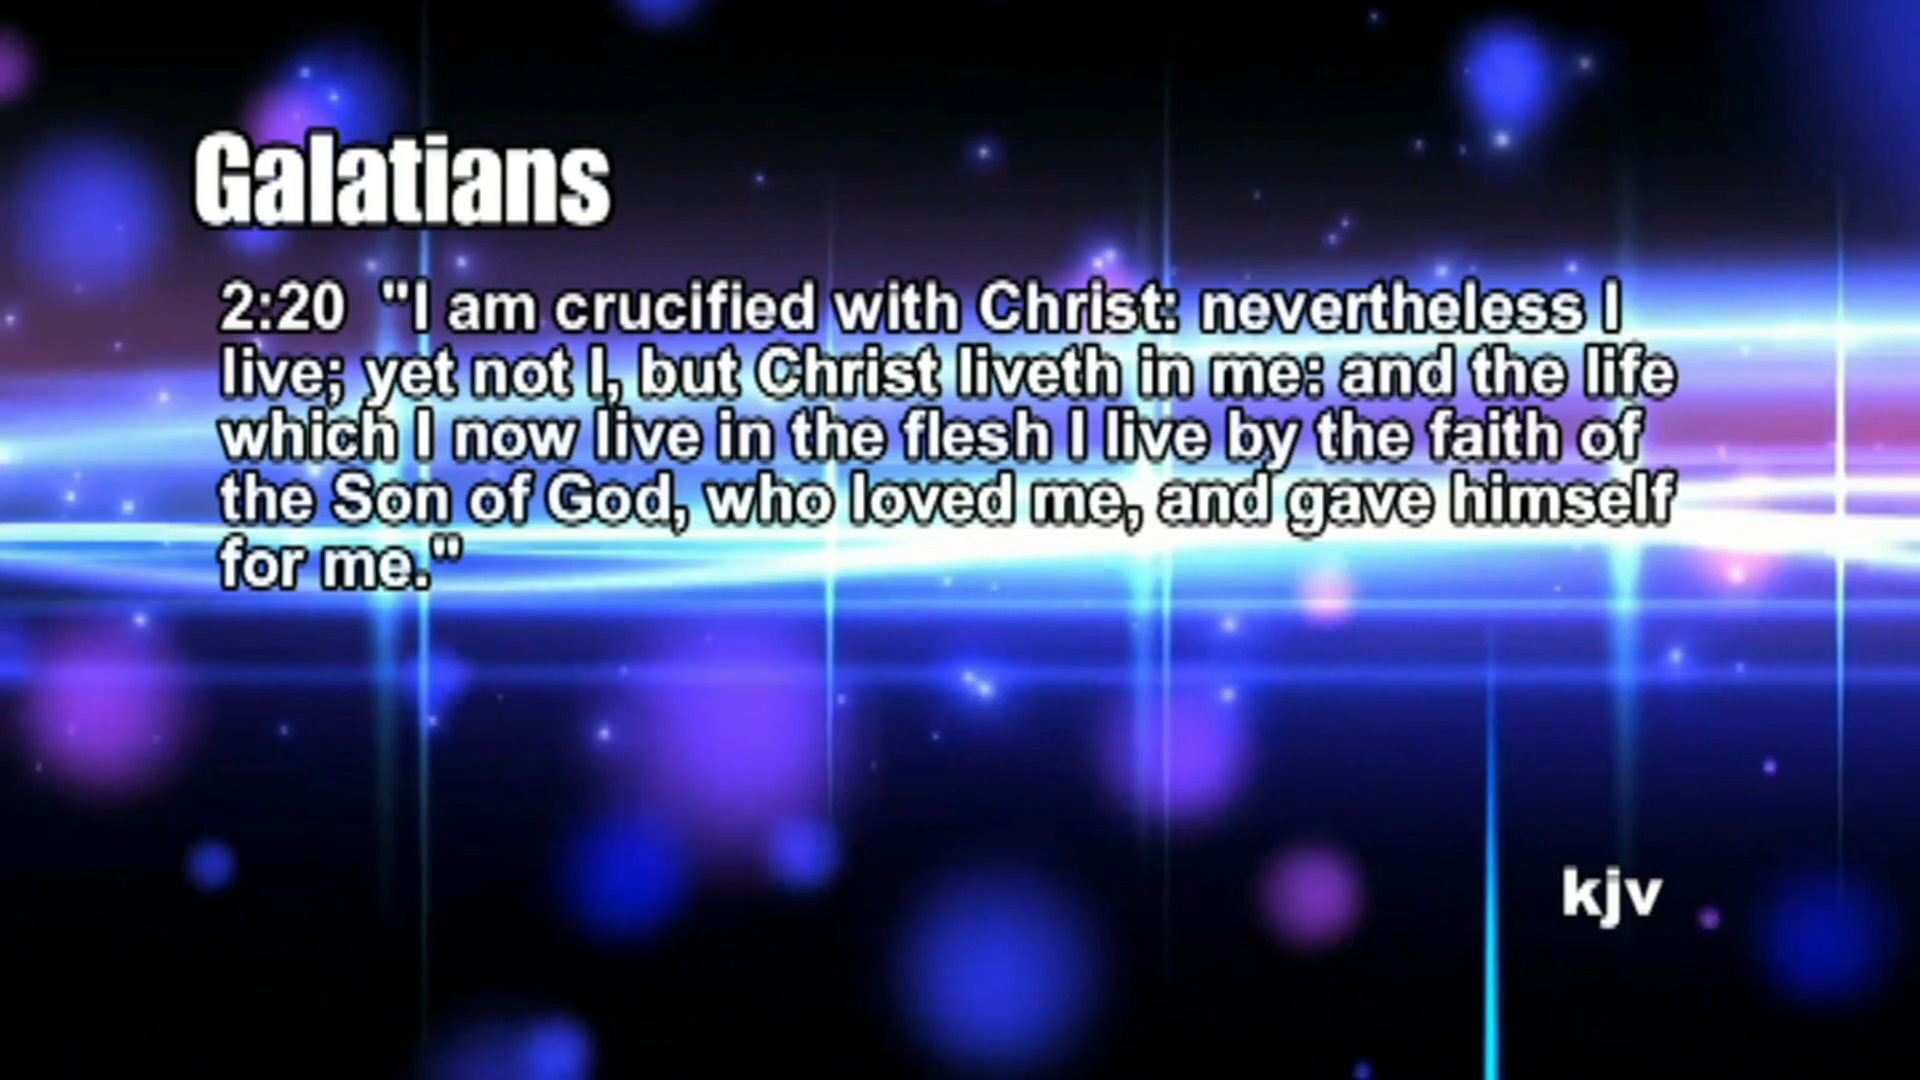 Galatians
2:20 "I am crucified with Christ: nevertheless I
live; yet not I, but Christ liveth in me: and the life
which I now live in the flesh I live by the faith of
the Son of God, who loved me, and gave himself
for me."
kjv